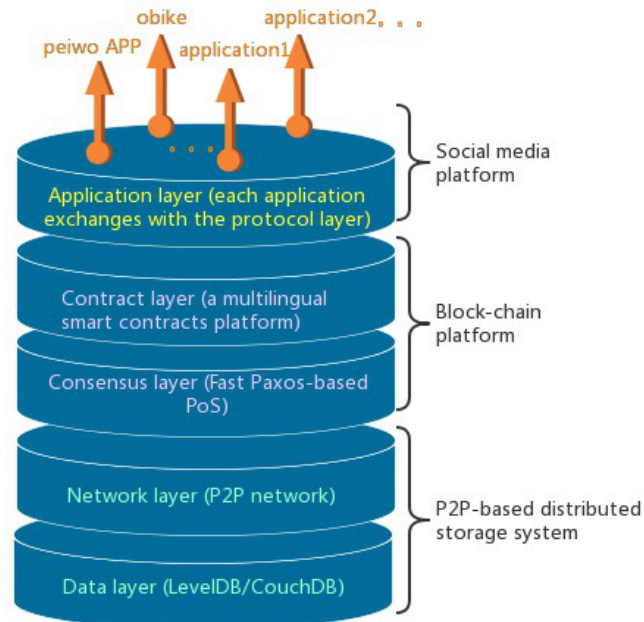 obike
application2。。。
peiwo APP
application1
。。。
Social media
platform
Application layer (each application
exchanges with the protocol layer)
Contract layer (a multilingual
smart contracts platform)
Block-chain
platform
Consensus layer (Fast Paxos-based
PoS)
Network layer (P2P network)
P2P-based distributed
storage system
Data layer (LevelDB/CouchDB)